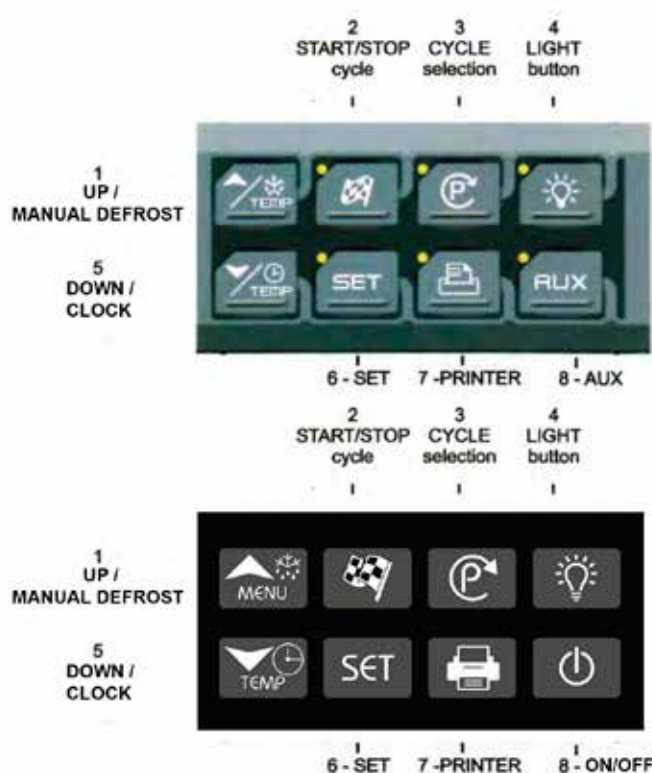 2
START/STOP
cycle
3
CYCLE
selection
4
LIGHT
button
1
UP /
MANUAL DEFROST
TEMP
P
5
DOWN /
CLOCK
TEMP
SET
AUX
6 - SET
7 -PRINTER
8 - AUX
2
START/STOP
cycle
3
CYCLE
selection
4
LIGHT
button
1
UP /
MANUAL DEFROST
MENU
P
5
DOWN /
CLOCK
TEMP
SET
6 - SET
7 -PRINTER
8 - ON/OFF